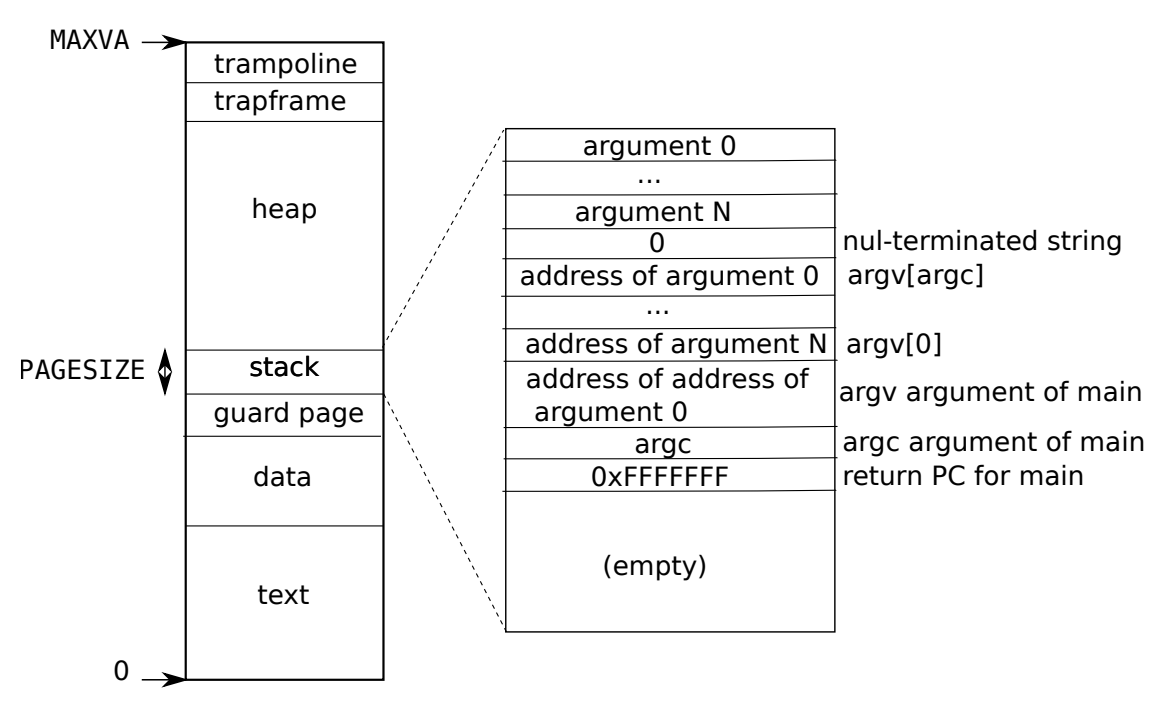 MAXVA
trampoline
trapframe
heap
PAGESIZE
stack
guard page
data
text
0
argument 0
...
argument N
0 nul-terminated string
address of argument 0 argv[argc]
...
address of argument N argv[0]
address of address of
argument 0
argv argument of main
argc argc argument of main
0xFFFFFFF return PC for main
(empty)